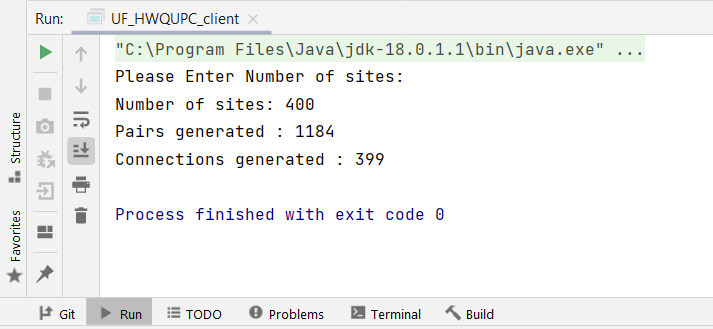 Run: UF_HWQUPC_client
"C:\Program Files\Java\jdk-18.0.1.1\bin\java.exe" ...
Please Enter Number of sites:
Number of sites: 400
Pairs generated : 1184
Connections generated : 399
Process finished with exit code 0
Structure
Favorites
Git Run TODO Problems Terminal Build